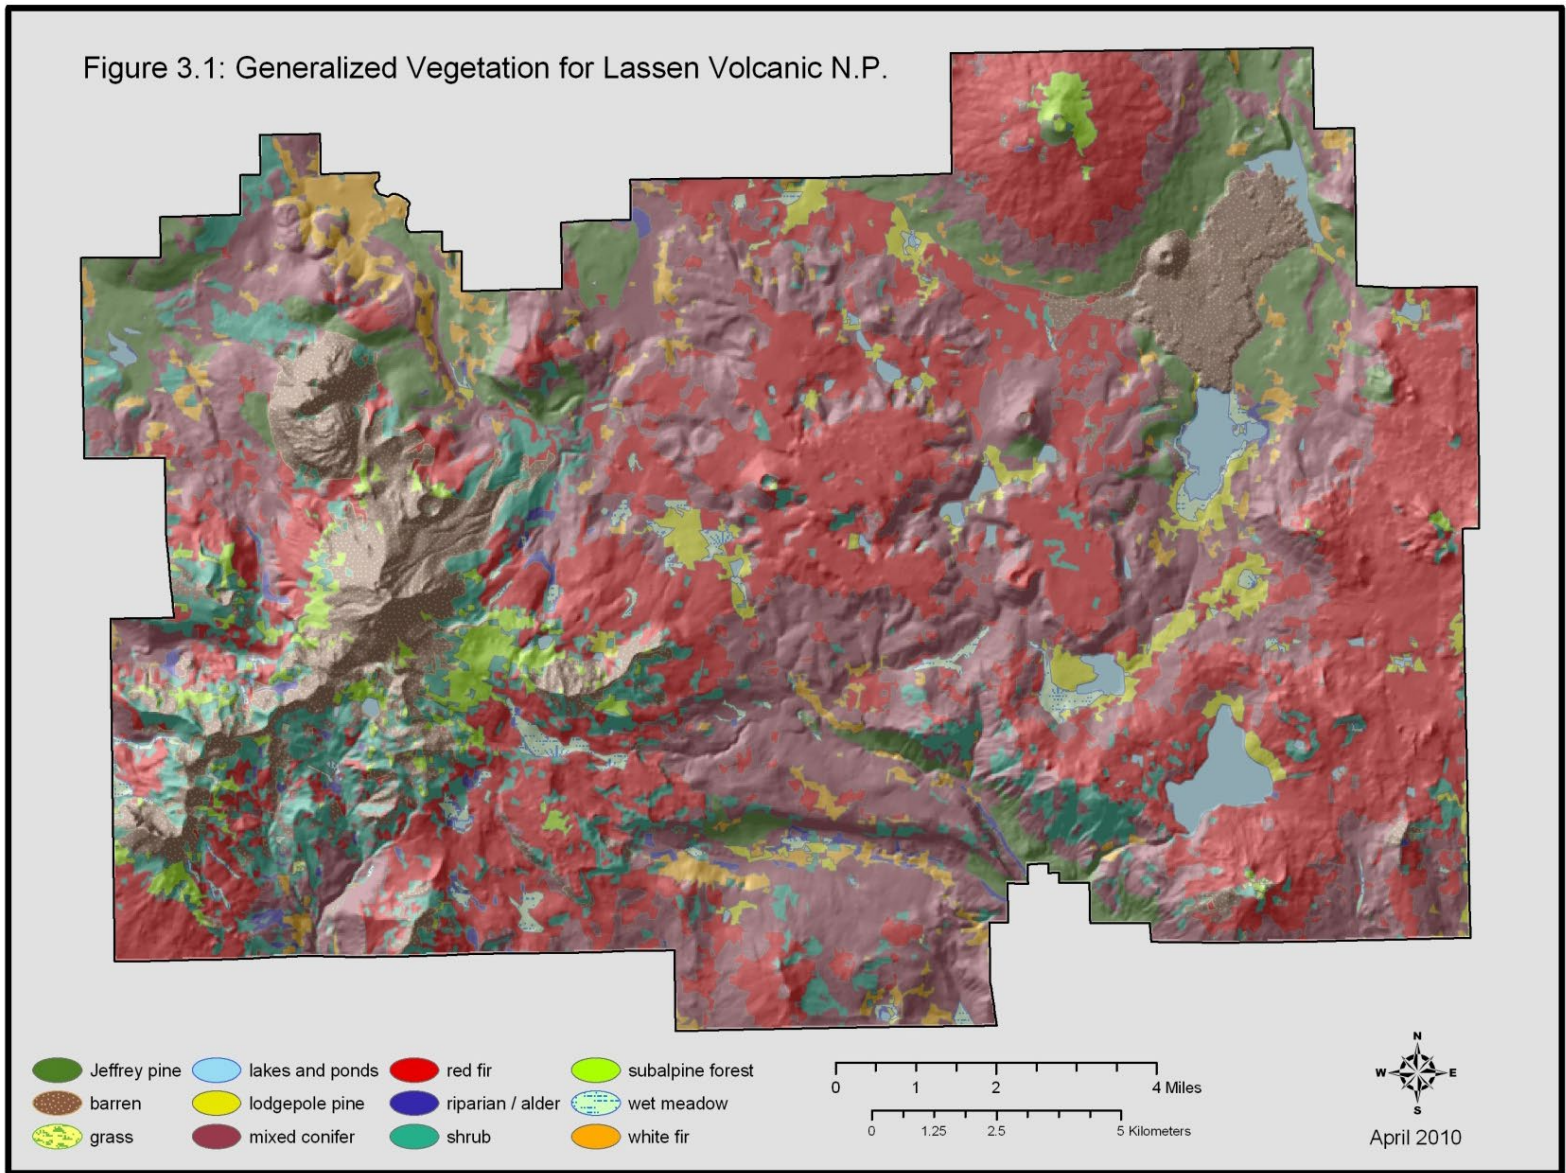 Figure 3.1: Generalized Vegetation for Lassen Volcanic N.P.
Jeffrey pine
lakes and ponds
red fir
subalpine forest
barren
lodgepole pine
riparian / alder
wet meadow
grass
mixed conifer
shrub
white fir
0 1 2 4 Miles
0 1.25 2.5 5 Kilometers
N
W E
S
April 2010